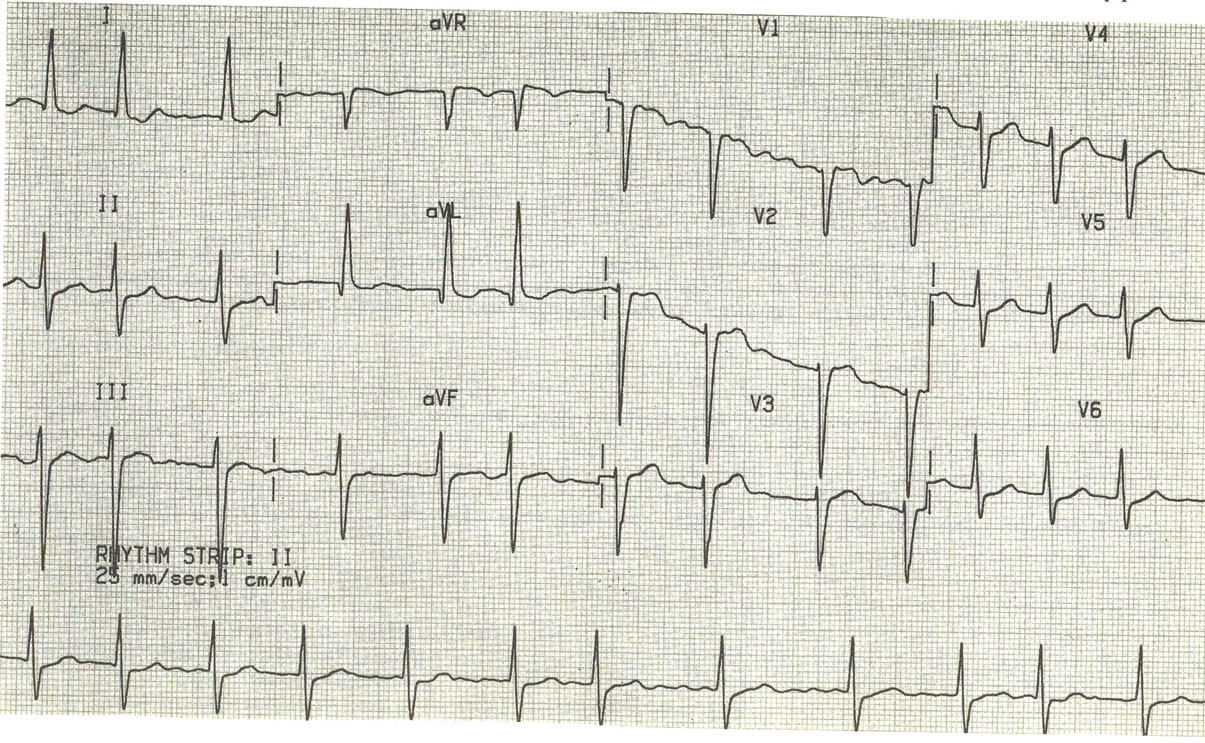 I aVR V1 V4
II aVL V2 V5
III aVF V3 V6
RHYTHM STRIP: II
25 mm/sec; 1 cm/mV